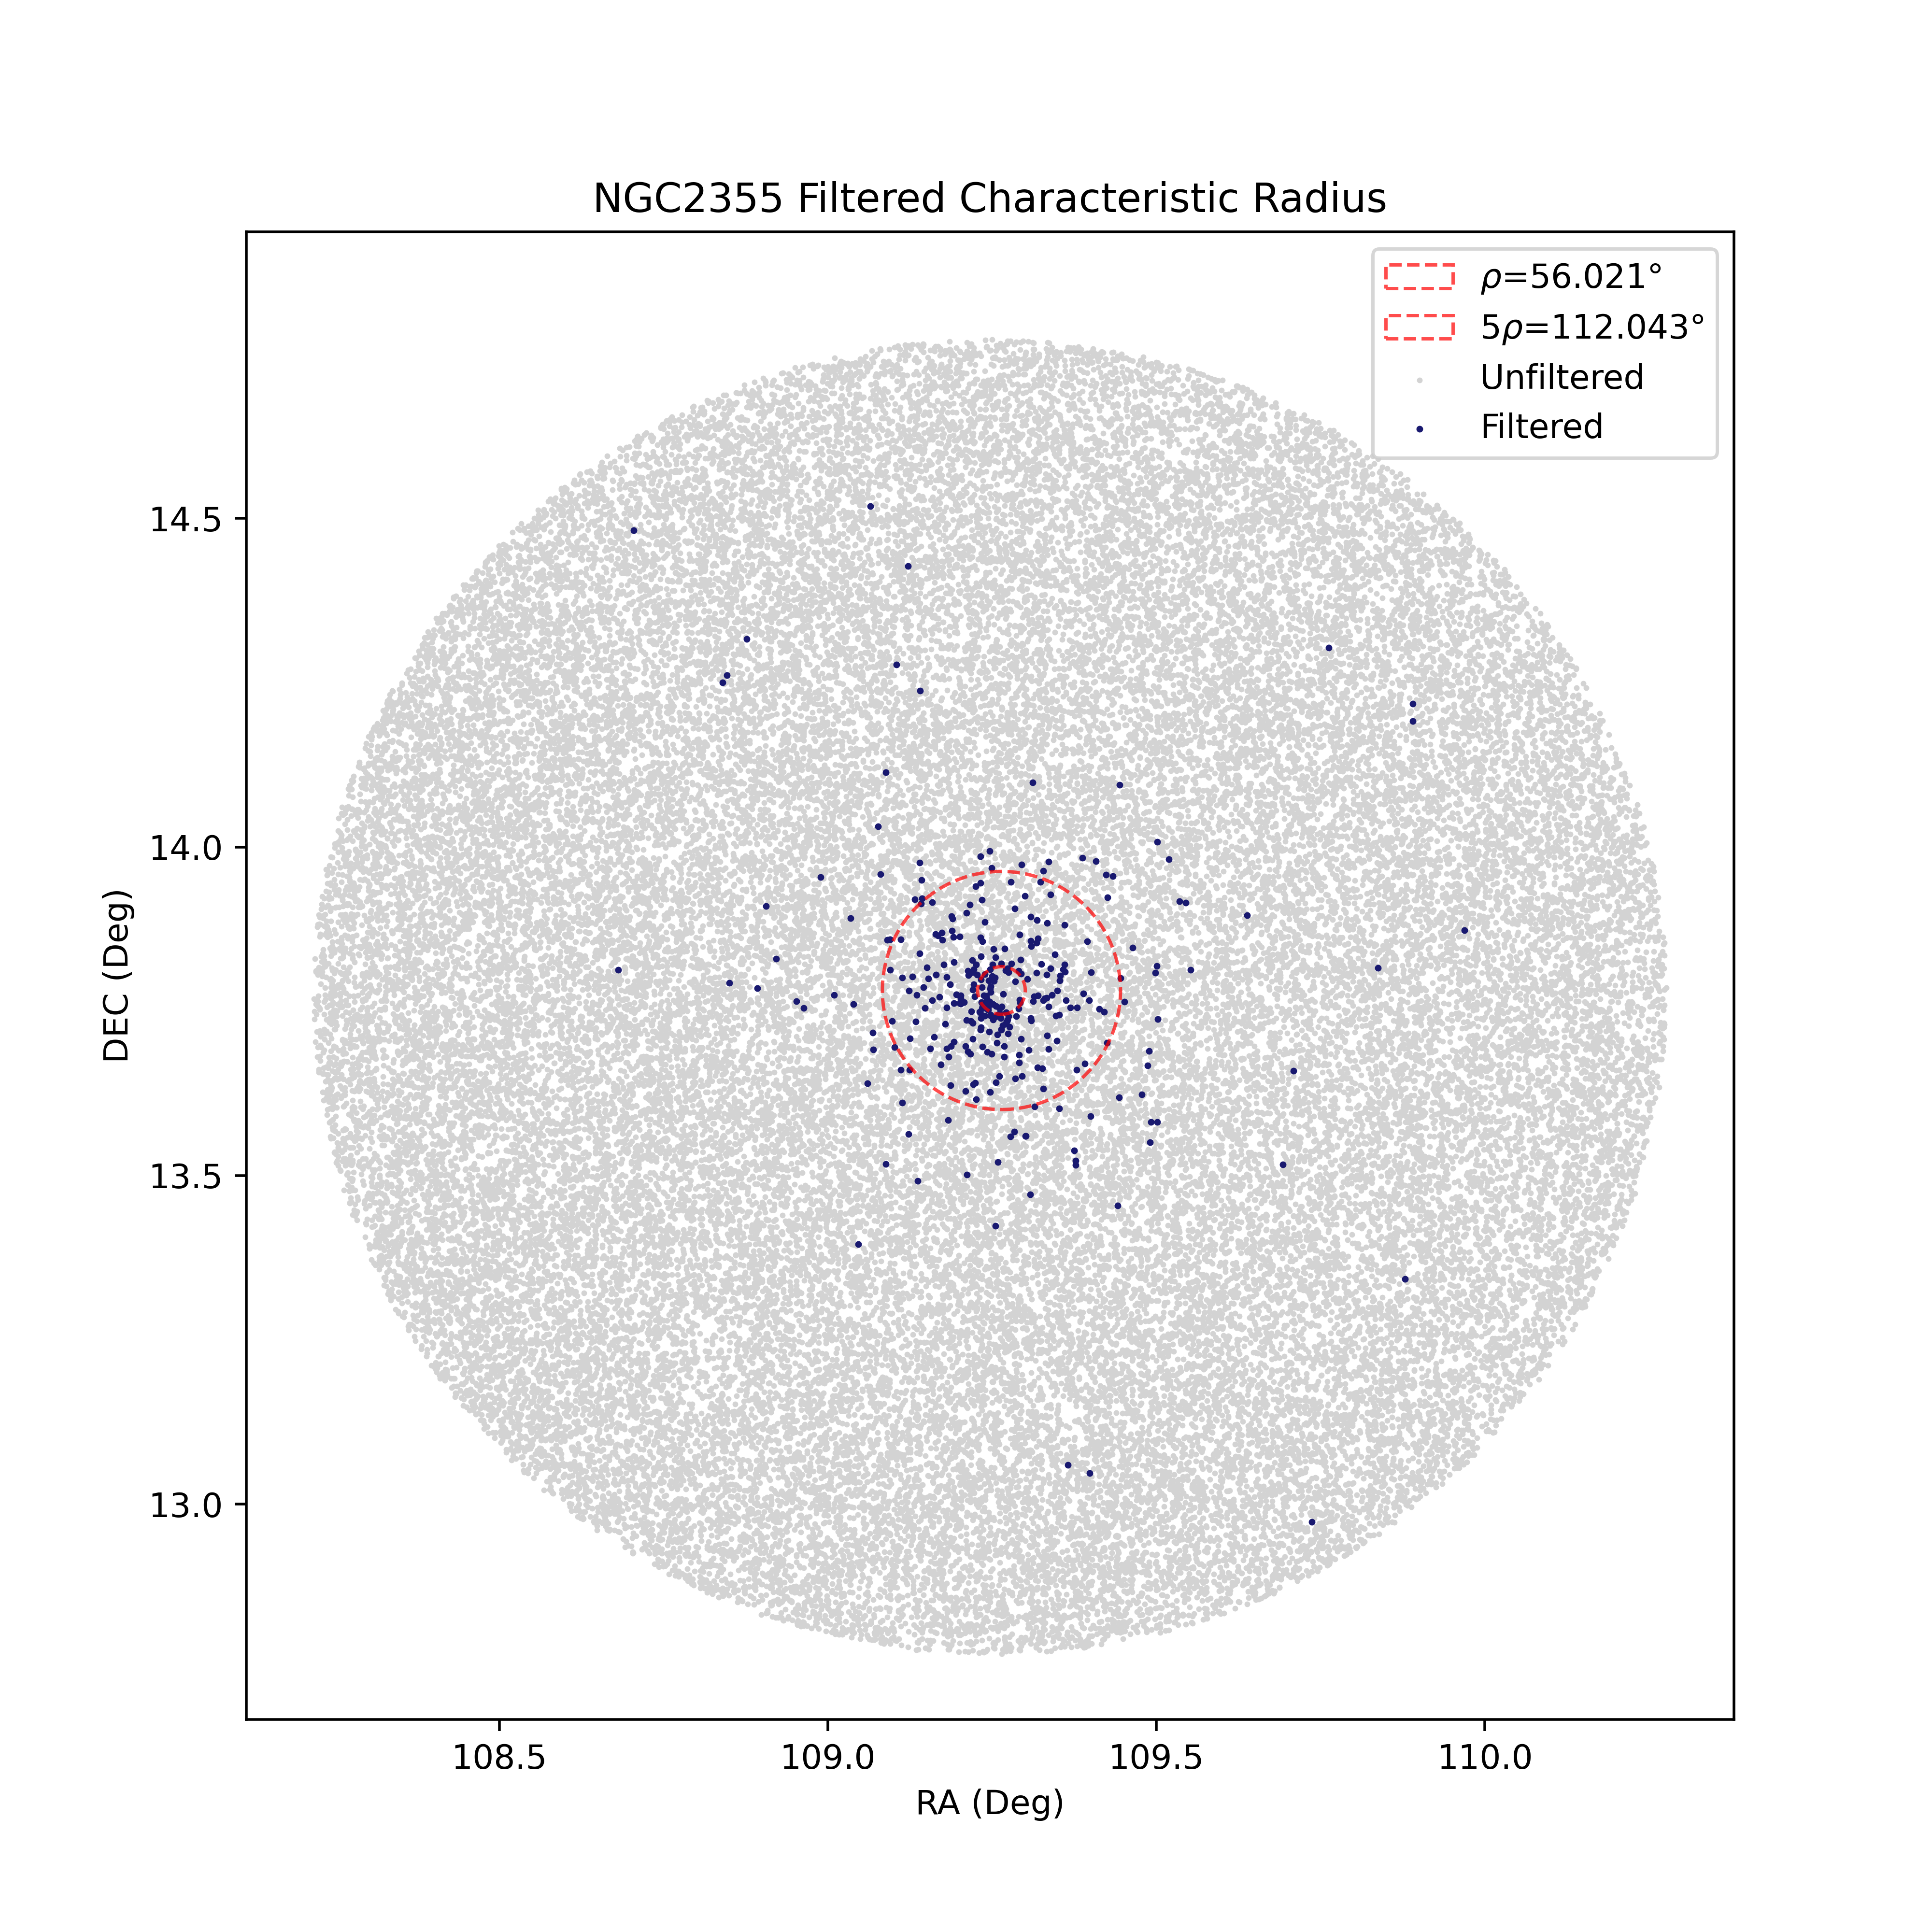 NGC2355 Filtered Characteristic Radius
ρ=56.021°
5ρ=112.043°
Unfiltered
Filtered
14.5
14.0
13.5
13.0
DEC (Deg)
108.5 109.0 109.5 110.0
RA (Deg)